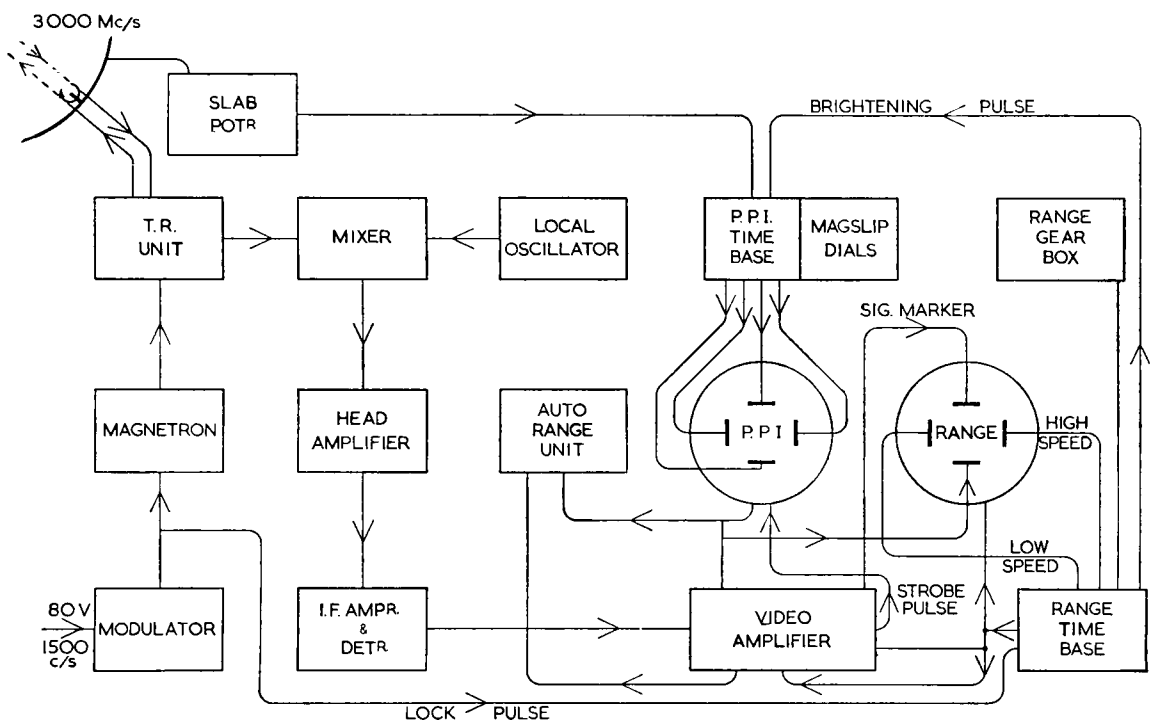 3000 Mc/s
SLAB
POTR
BRIGHTENING PULSE
T.R.
UNIT
MIXER
LOCAL
OSCILLATOR
P.P.I.
TIME
BASE
MAGSLIP
DIALS
RANGE
GEAR
BOX
SIG. MARKER
MAGNETRON
HEAD
AMPLIFIER
AUTO
RANGE
UNIT
P.P.I
RANGE
HIGH
SPEED
LOW
SPEED
80V
1500
c/s
MODULATOR
I.F. AMPR.
&
DETR.
VIDEO
AMPLIFIER
STROBE
PULSE
RANGE
TIME
BASE
LOCK PULSE